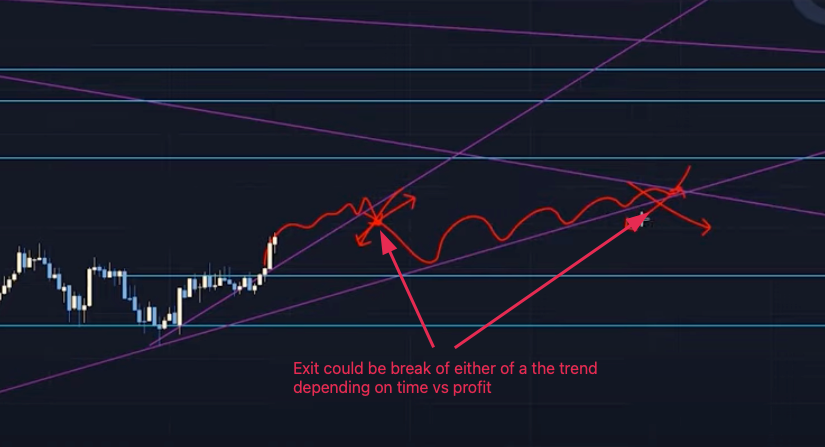 Exit could be break of either of a the trend
depending on time vs profit